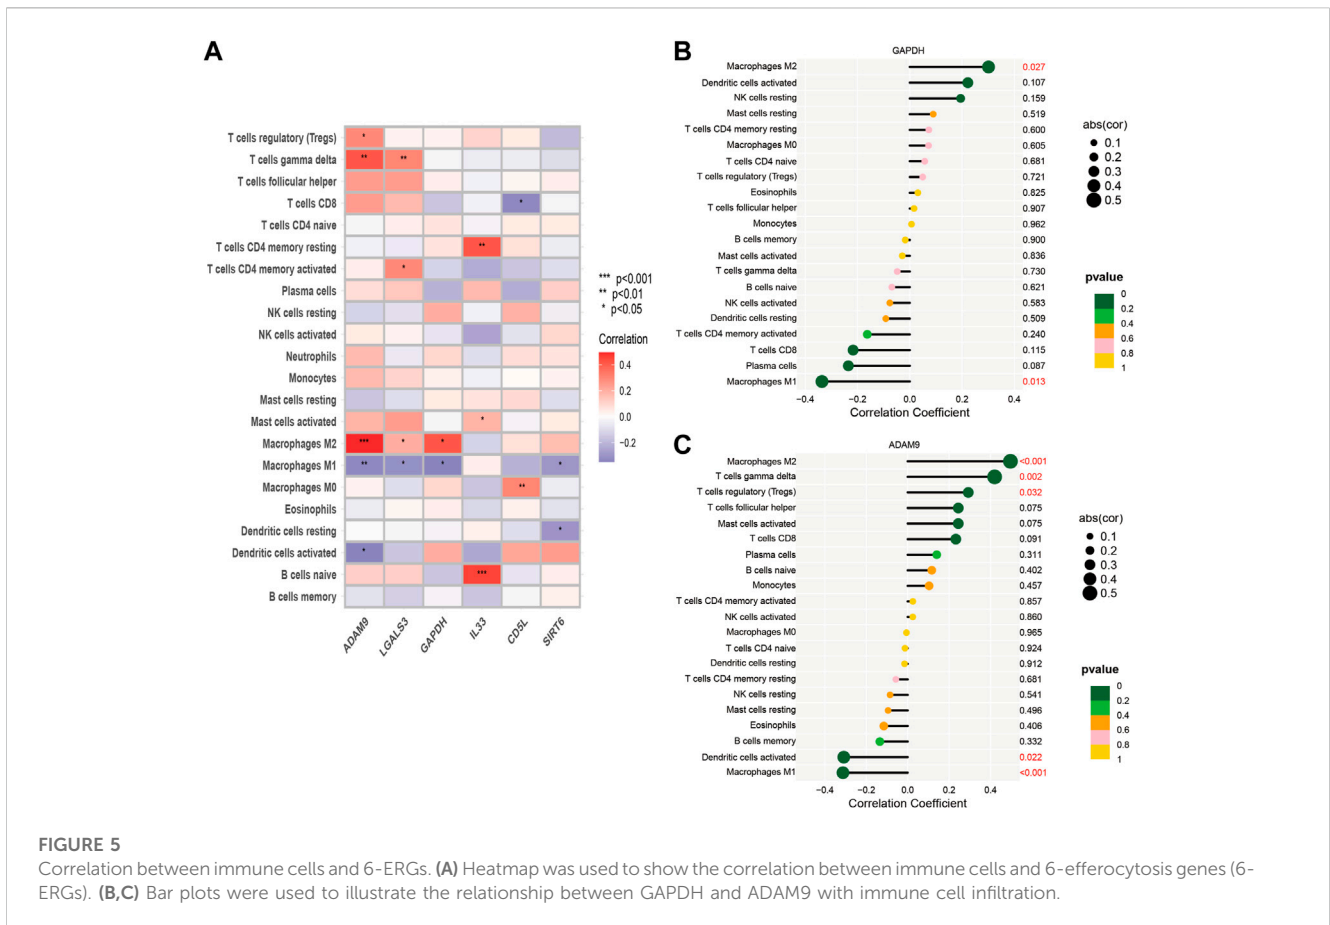 A
T cells regulatory (Tregs)
T cells gamma delta
T cells follicular helper
T cells CD8
T cells CD4 naive
T cells CD4 memory resting
T cells CD4 memory activated
Plasma cells
NK cells resting
NK cells activated
Neutrophils
Monocytes
Mast cells resting
Mast cells activated
Macrophages M2
Macrophages M1
Macrophages M0
Eosinophils
Dendritic cells resting
Dendritic cells activated
B cells naive
B cells memory
*
** **
*
**
*
*
*** * *
** * * *
**
*
*
***
ADAM9 LGALS3 GAPDH IL33 CD5L SIRT6
*** p<0.001
** p<0.01
* p<0.05
Correlation
0.4
0.2
0.0
−0.2
B
GAPDH
Macrophages M2 0.027
Dendritic cells activated 0.107
NK cells resting 0.159
Mast cells resting 0.519
T cells CD4 memory resting 0.600
Macrophages M0 0.605
T cells CD4 naive 0.681
T cells regulatory (Tregs) 0.721
Eosinophils 0.825
T cells follicular helper 0.907
Monocytes 0.962
B cells memory 0.900
Mast cells activated 0.836
T cells gamma delta 0.730
B cells naive 0.621
NK cells activated 0.583
Dendritic cells resting 0.509
T cells CD4 memory activated 0.240
T cells CD8 0.115
Plasma cells 0.087
Macrophages M1 0.013
−0.4 −0.2 0.0 0.2 0.4
Correlation Coefficient
abs(cor)
0.1
0.2
0.3
0.4
0.5
pvalue
0
0.2
0.4
0.6
0.8
1
C
ADAM9
Macrophages M2 <0.001
T cells gamma delta 0.002
T cells regulatory (Tregs) 0.032
T cells follicular helper 0.075
Mast cells activated 0.075
T cells CD8 0.091
Plasma cells 0.311
B cells naive 0.402
Monocytes 0.457
T cells CD4 memory activated 0.857
NK cells activated 0.860
Macrophages M0 0.965
T cells CD4 naive 0.924
Dendritic cells resting 0.912
T cells CD4 memory resting 0.681
NK cells resting 0.541
Mast cells resting 0.496
Eosinophils 0.406
B cells memory 0.332
Dendritic cells activated 0.022
Macrophages M1 <0.001
−0.4 −0.2 0.0 0.2 0.4
Correlation Coefficient
abs(cor)
0.1
0.2
0.3
0.4
0.5
pvalue
0
0.2
0.4
0.6
0.8
1
FIGURE 5
Correlation between immune cells and 6-ERGs. (A) Heatmap was used to show the correlation between immune cells and 6-efferocytosis genes (6-
ERGs). (B,C) Bar plots were used to illustrate the relationship between GAPDH and ADAM9 with immune cell infiltration.